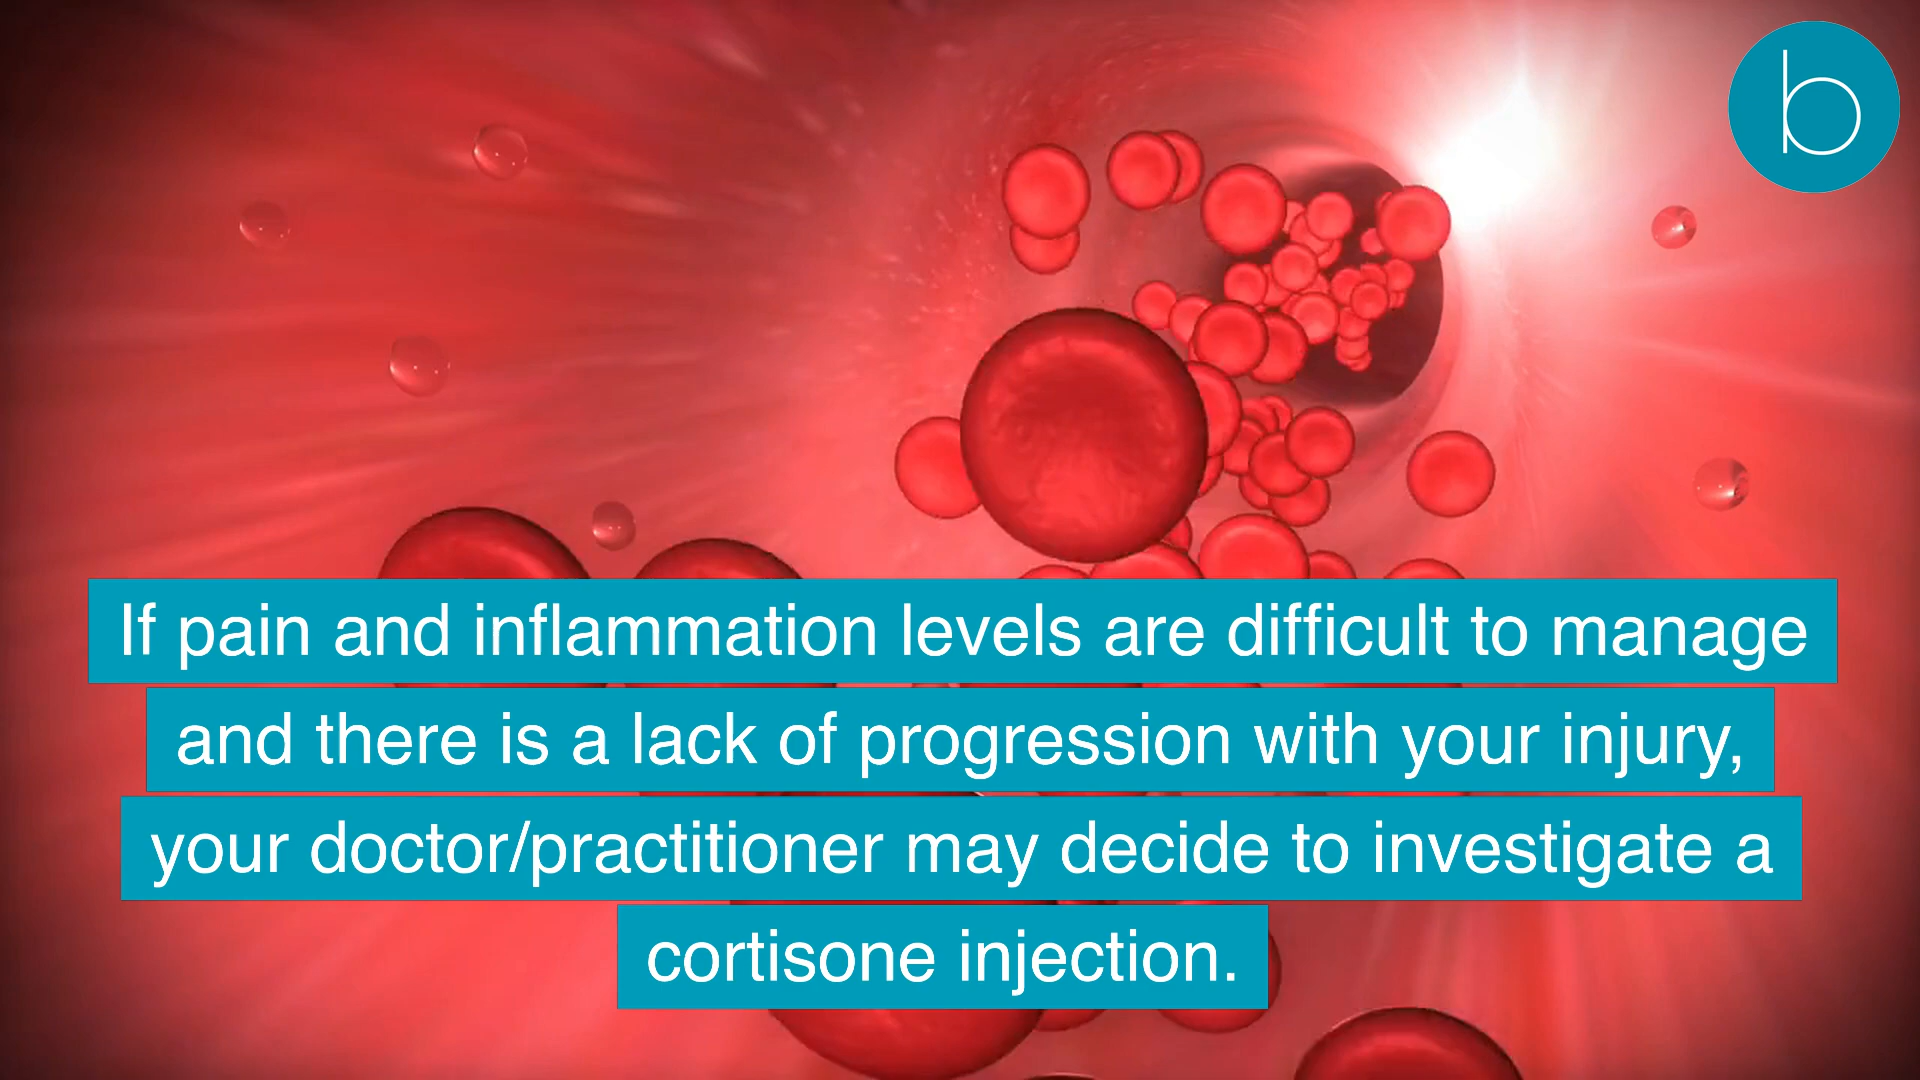 b
If pain and inflammation levels are difficult to manage
and there is a lack of progression with your injury,
your doctor/practitioner may decide to investigate a
cortisone injection.